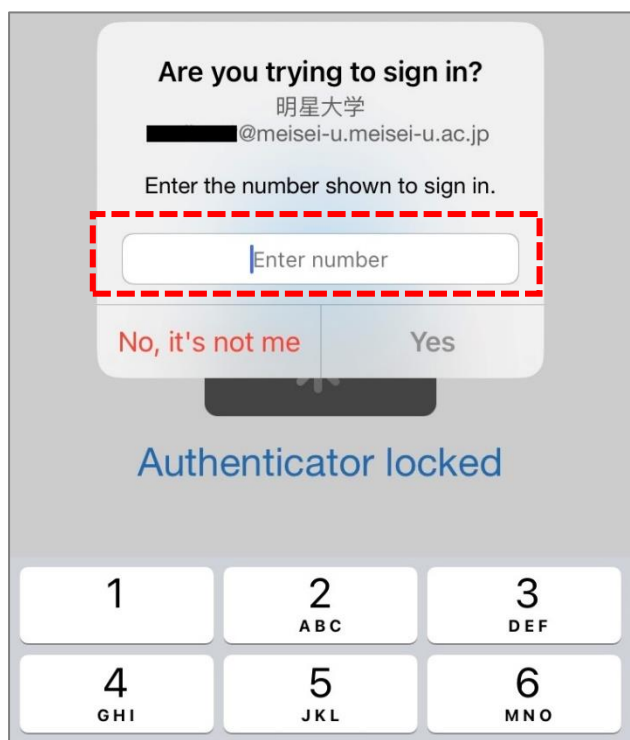 Are you trying to sign in?
明星大学
@meisei-u.meisei-u.ac.jp
Enter the number shown to sign in.
Enter number
No, it's not me
Yes
Authenticator locked
1
2
3
ABC
DEF
4
5
6
GHI
JKL
MNO